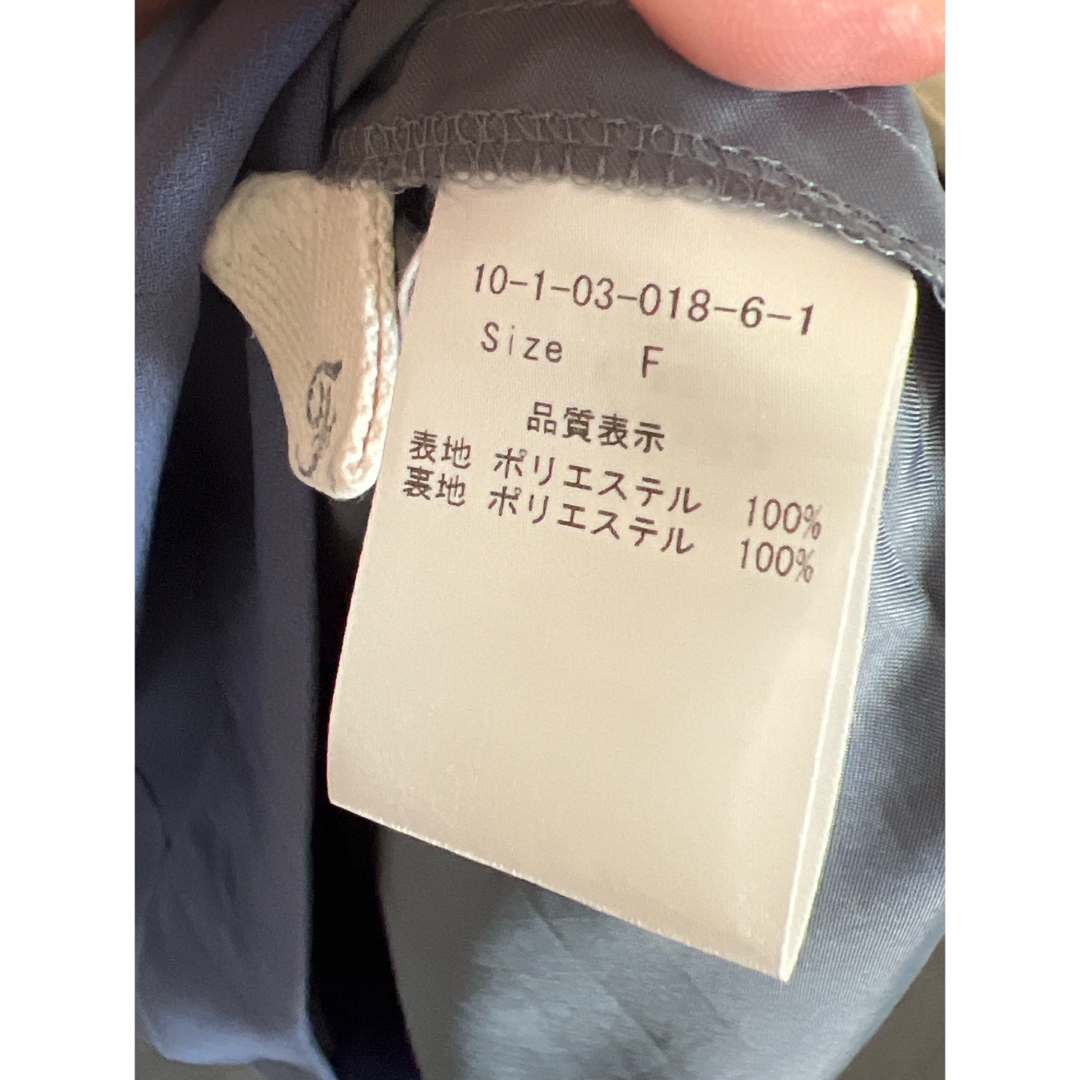 10-1-03-018-6-1
Size F
品質表示
表地 ポリエステル 100%
裏地 ポリエステル 100%